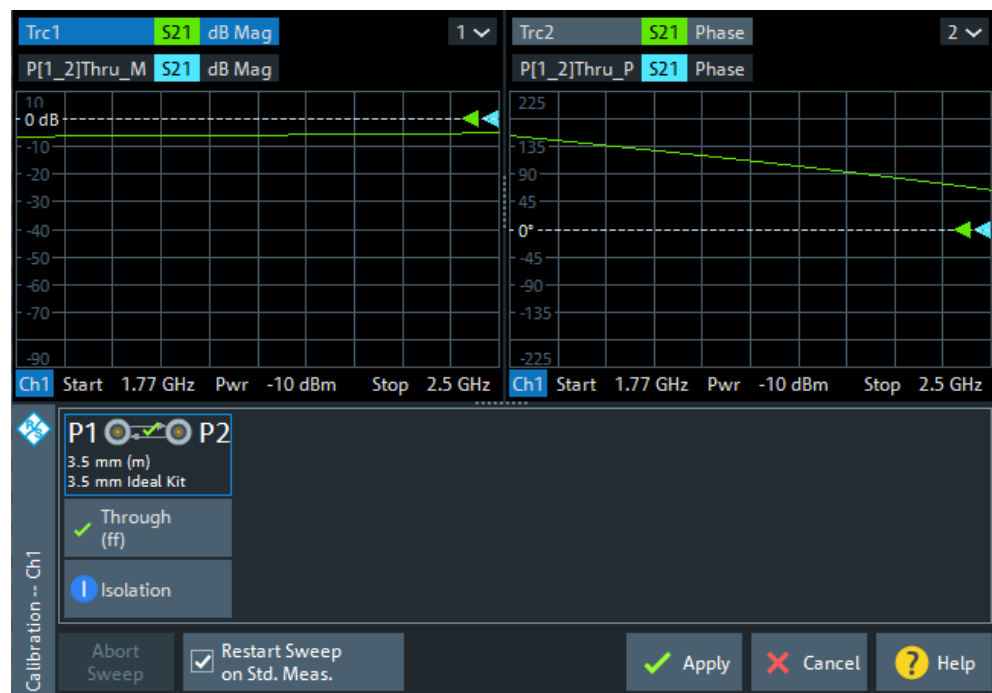 Trc1 S21 dB Mag 1
P[1_2]Thru_M S21 dB Mag
10
0 dB
-10
-20
-30
-40
-50
-60
-70
-90
Ch1 Start 1.77 GHz Pwr -10 dBm Stop 2.5 GHz
Trc2 S21 Phase 2
P[1_2]Thru_P S21 Phase
225
135
90
45
0°
-45
-90
-135
-225
Ch1 Start 1.77 GHz Pwr -10 dBm Stop 2.5 GHz
R&S
Calibration -- Ch1
P1 P2
3.5 mm (m)
3.5 mm Ideal Kit
Through
(ff)
I Isolation
Abort
Sweep
Restart Sweep
on Std. Meas.
Apply
Cancel
? Help